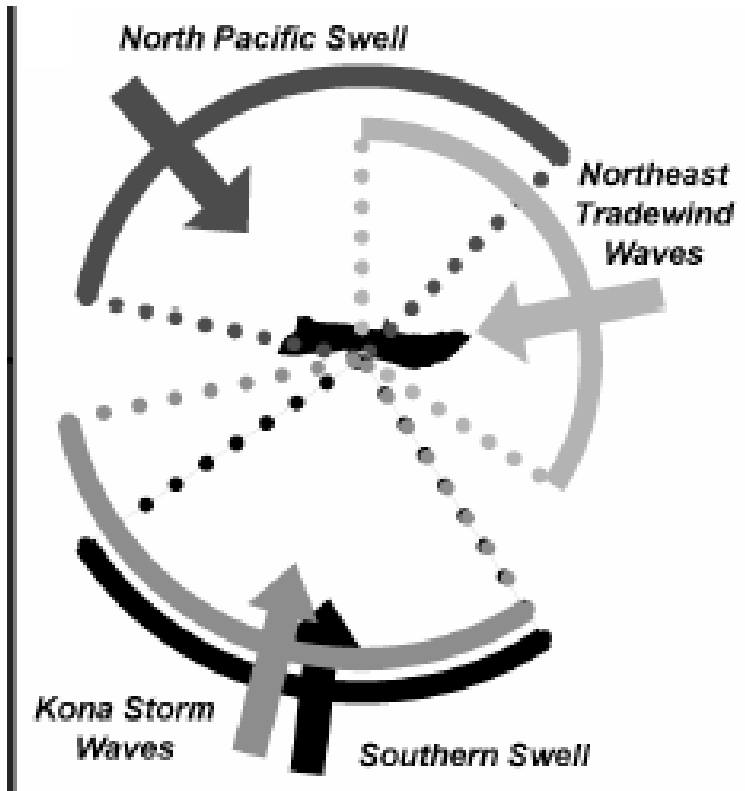 North Pacific Swell
Northeast
Tradewind
Waves
Kona Storm
Waves
Southern Swell